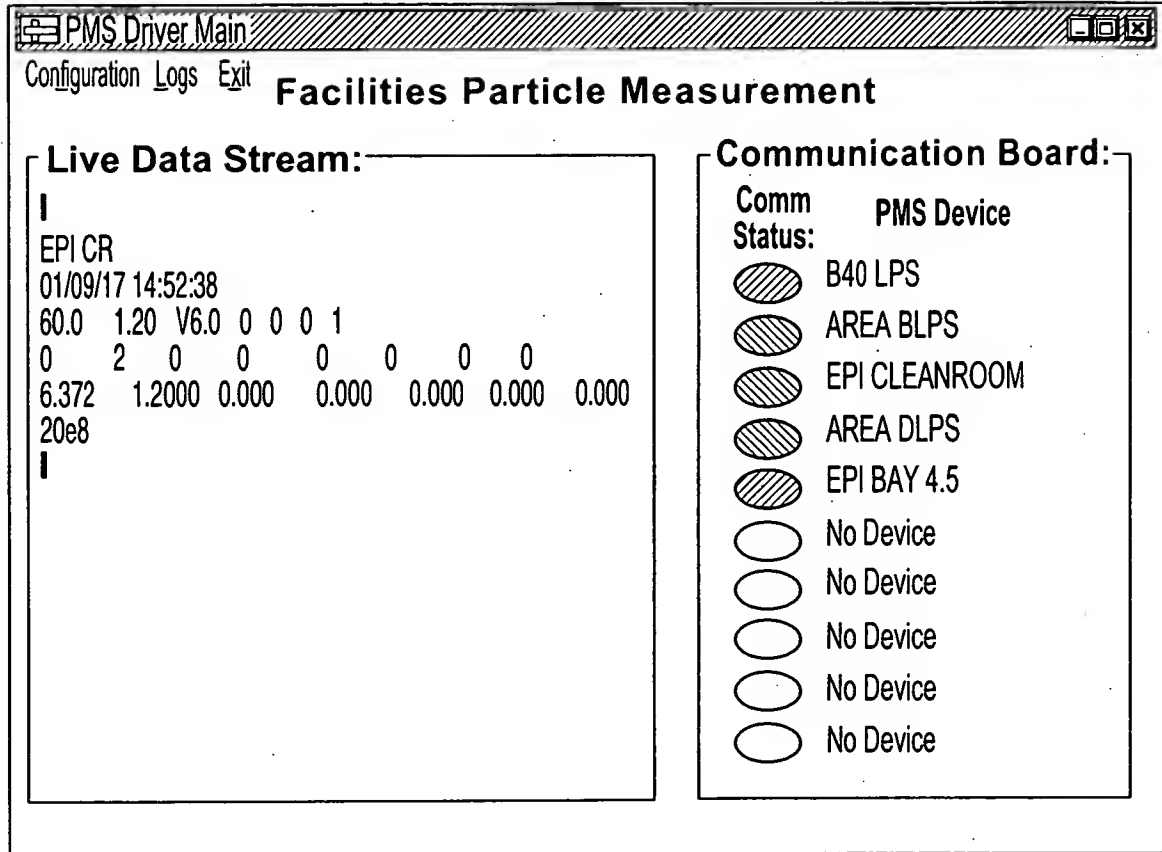 PMS Driver Main
Configuration Logs Exit
Facilities Particle Measurement
Live Data Stream:
EPI CR
01/09/17 14:52:38
60.0 1.20 V6.0 0 0 0 1
0 2 0 0 0 0 0 0
6.372 1.2000 0.000 0.000 0.000 0.000 0.000
20e8
Communication Board:
Comm Status: PMS Device
B40 LPS
AREA BLPS
EPI CLEANROOM
AREA DLPS
EPI BAY 4.5
No Device
No Device
No Device
No Device
No Device